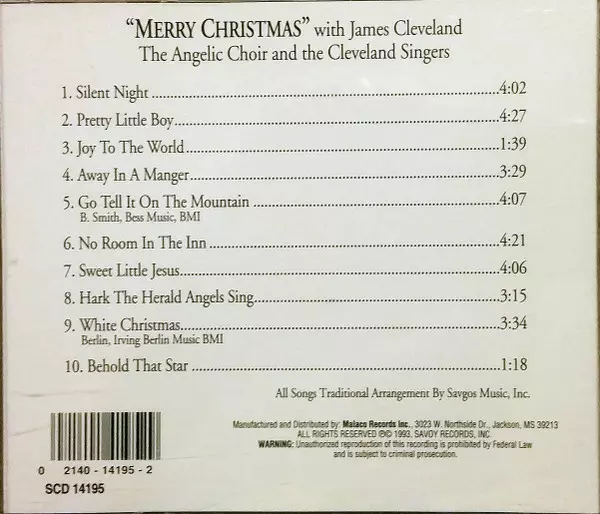 "MERRY CHRISTMAS" with James Cleveland
The Angelic Choir and the Cleveland Singers
1. Silent Night ........ 4:02
2. Pretty Little Boy ........ 4:27
3. Joy To The World ........ 1:39
4. Away In A Manger ........ 3:29
5. Go Tell It On The Mountain ........ 4:07
B. Smith, Bess Music, BMI
6. No Room In The Inn ........ 4:21
7. Sweet Little Jesus ........ 4:06
8. Hark The Herald Angels Sing ........ 3:15
9. White Christmas ........ 3:34
Berlin, Irving Berlin Music BMI
10. Behold That Star ........ 1:18
All Songs Traditional Arrangement By Savgos Music, Inc.
Manufactured and Distributed by: Malaco Records Inc., 3023 W. Northside Dr., Jackson, MS 39213
ALL RIGHTS RESERVED ℗© 1993, SAVOY RECORDS, INC.
WARNING: Unauthorized reproduction of this recording is prohibited by Federal Law
and is subject to criminal prosecution.
0 2140 - 14195 - 2
SCD 14195